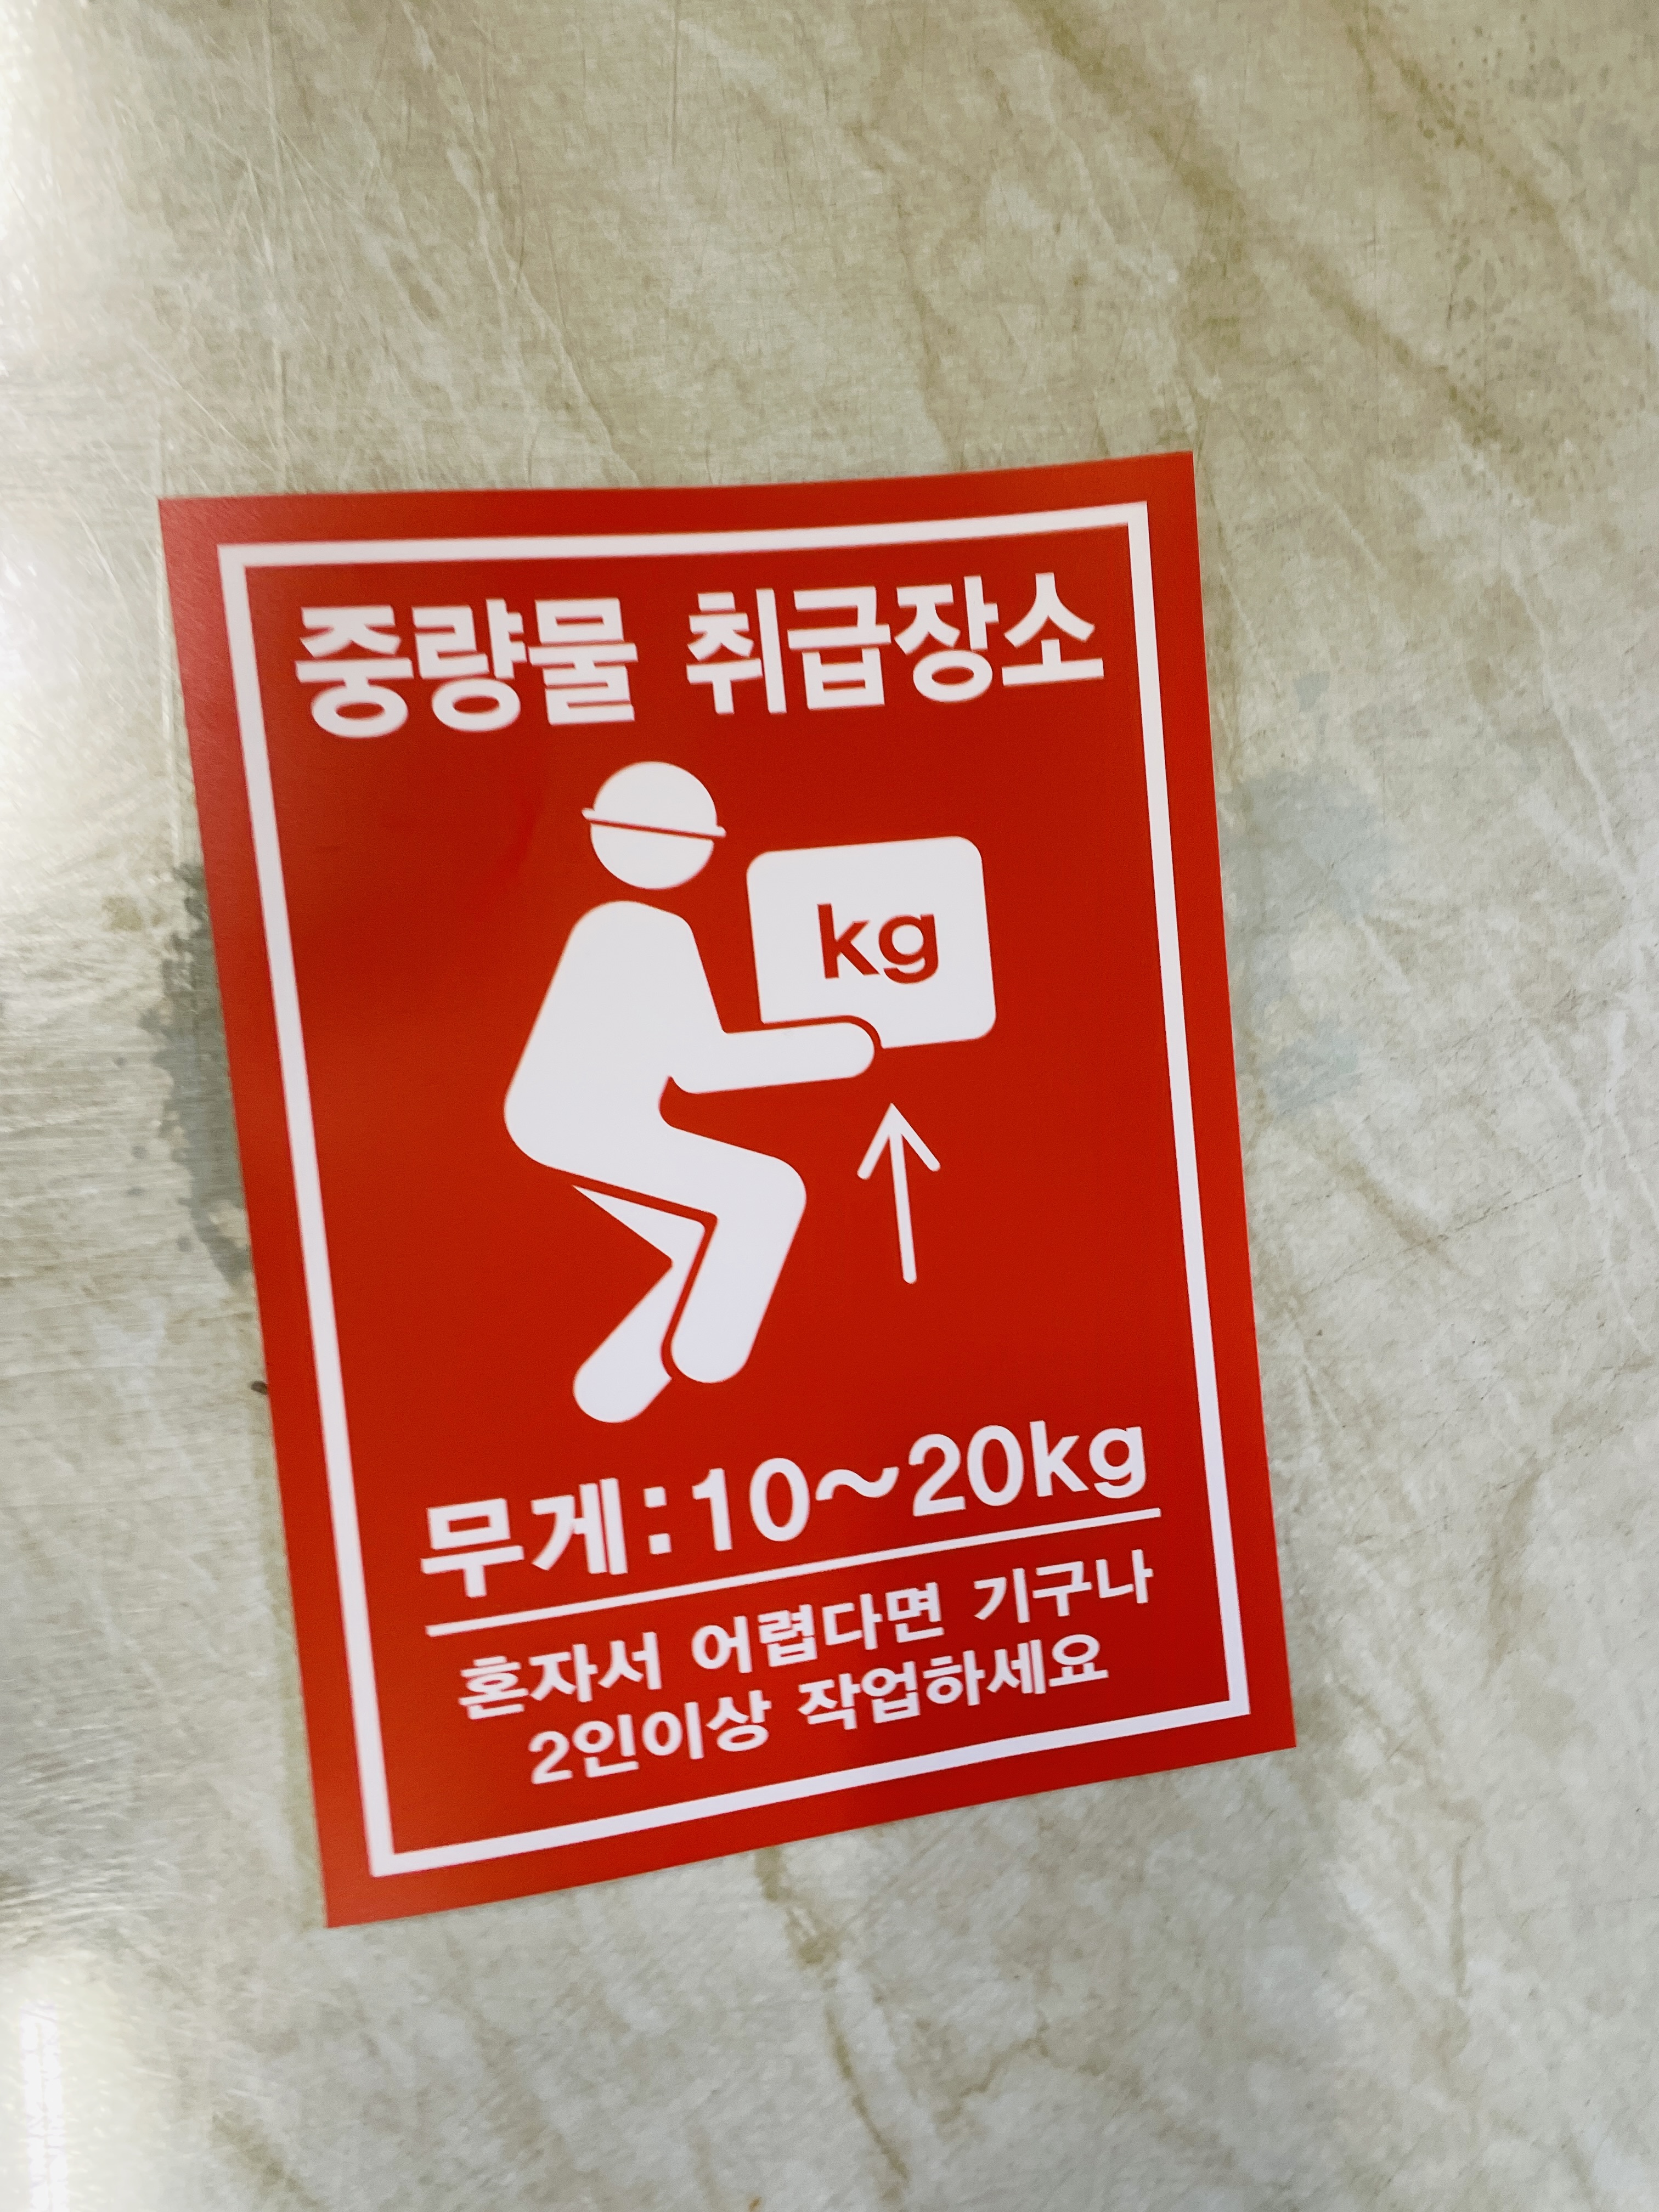 중량물 취급장소
kg
무게:10~20kg
혼자서 어렵다면 기구나
2인이상 작업하세요